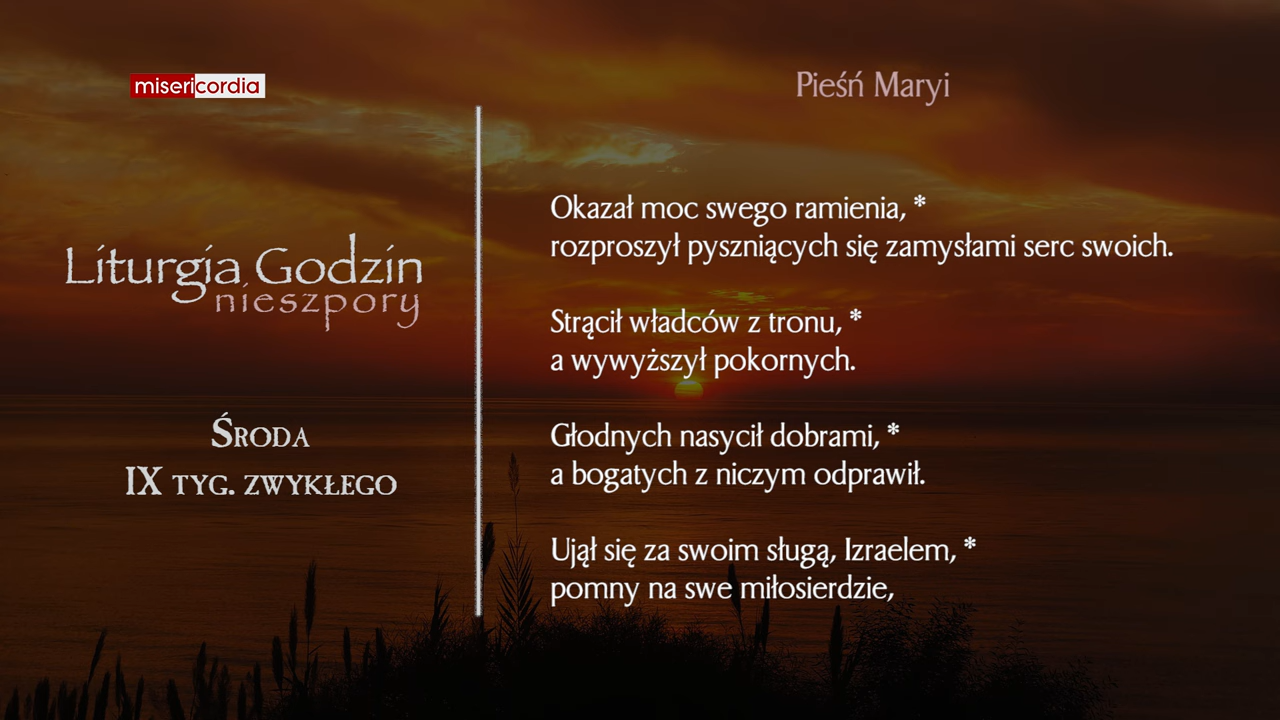 misericordia
Liturgia Godzin
nieszpory
Środa
IX tyg. zwykłego
Pieśń Maryi
Okazał moc swego ramienia, *
rozproszył pyszniących się zamysłami serc swoich.
Strącił władców z tronu, *
a wywyższył pokornych.
Głodnych nasycił dobrami, *
a bogatych z niczym odprawił.
Ujął się za swoim sługą, Izraelem, *
pomny na swe miłosierdzie,